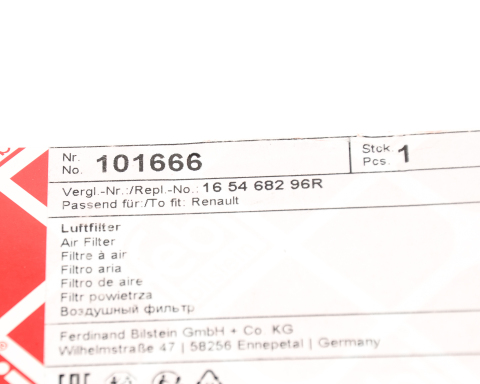 Nr. No. 101666 Stck. Pcs. 1
Vergl.-Nr.:/Repl.-No.: 16 54 682 96R
Passend für:/To fit: Renault
Luftfilter
Air Filter
Filtre à air
Filtro aria
Filtro de aire
Filtr powietrza
Воздушный фильтр
Ferdinand Bilstein GmbH + Co. KG
Wilhelmstraße 47 | 58256 Ennepetal | Germany